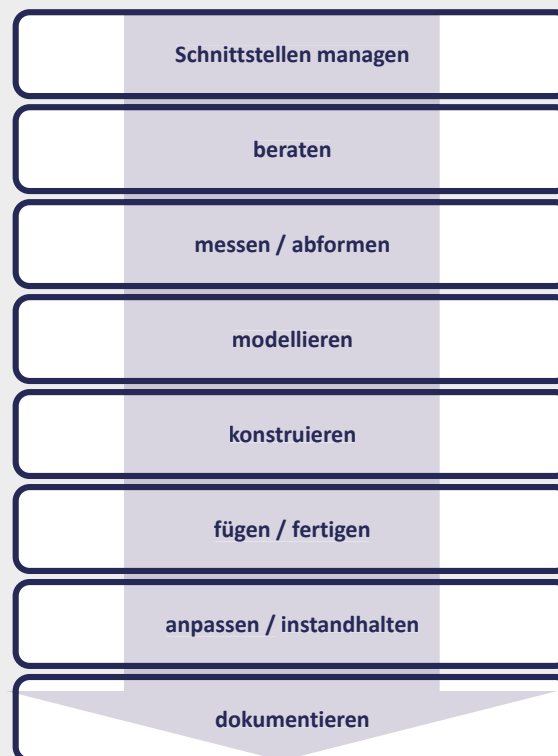 Schnittstellen managen
beraten
messen / abformen
modellieren
konstruieren
fügen / fertigen
anpassen / instandhalten
dokumentieren